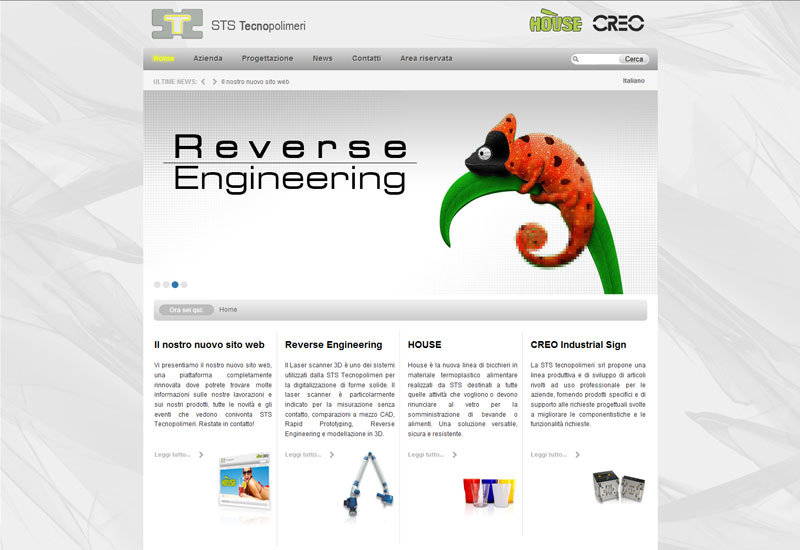 ST STS Tecnopolimeri HOUSE CREO
Home Azienda Progettazione News Contatti Area riservata Cerca
ULTIME NEWS: Il nostro nuovo sito web Italiano
Reverse
Engineering
Ora sei qui: Home
Il nostro nuovo sito web
Vi presentiamo il nostro nuovo sito web,
una piattaforma completamente
rinnovata dove potrete trovare molte
informazioni sulle nostre lavorazioni e
sui nostri prodotti, tutte le novità e gli
eventi che vedono coinvonta STS
Tecnopolimeri. Restate in contatto!
Leggi tutto...
HOUSE
Reverse Engineering
Il Laser scanner 3D è uno dei sistemi
utilizzati dalla STS Tecnopolimeri per
la digitalizzazione di forme solide. Il
laser scanner è particolarmente
indicato per la misurazione senza
contatto, comparazioni a mezzo CAD,
Rapid Prototyping, Reverse
Engineering e modellazione in 3D.
Leggi tutto...
HOUSE
House è la nuova linea di bicchieri in
materiale termoplastico alimentare
realizzati da STS destinati a tutte
quelle attività che vogliono o devono
rinunciare al vetro per la
somministrazione di bevande o
alimenti. Una soluzione versatile,
sicura e resistente.
Leggi tutto...
CREO Industrial Sign
La STS tecnopolimeri srl propone una
linea produttiva e di sviluppo di articoli
rivolti ad uso professionale per le
aziende, fornendo prodotti specifici e di
supporto alle richieste progettuali svolte
a migliorare le componentistiche e le
funzionalità richieste.
Leggi tutto...